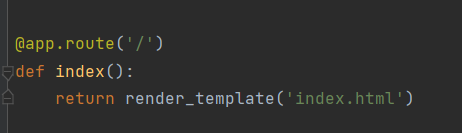 @app.route('/')
def index():
    return render_template('index.html')